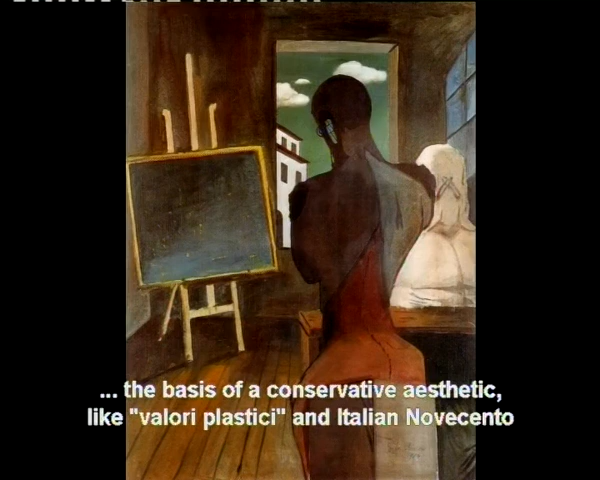 ... the basis of a conservative aesthetic,
like "valori plastici" and Italian Novecento